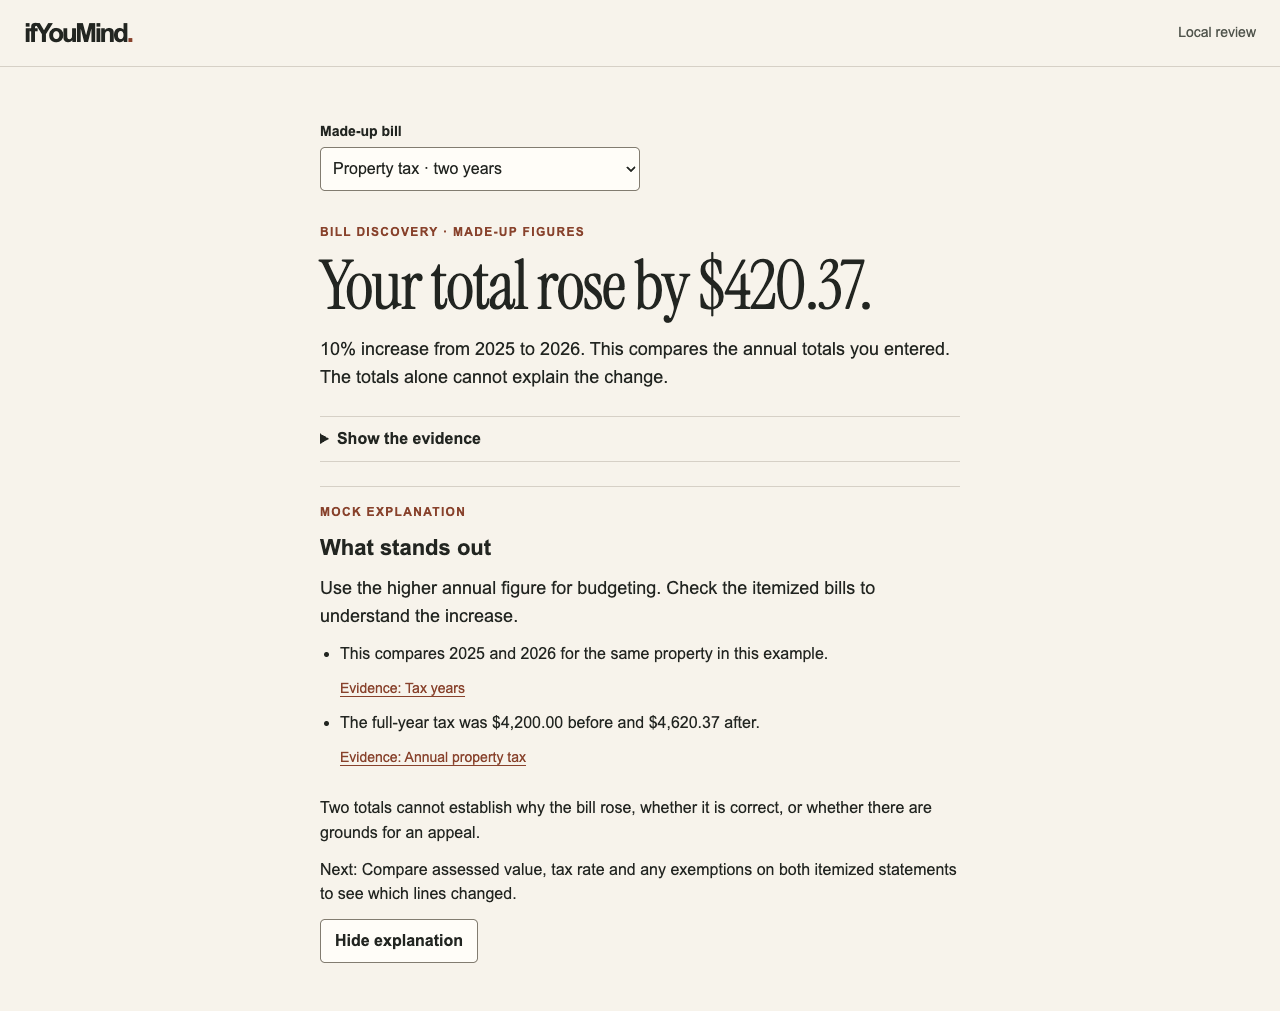 ifYouMind.
Local review
Made-up bill
Property tax · two years
BILL DISCOVERY · MADE-UP FIGURES
Your total rose by $420.37.
10% increase from 2025 to 2026. This compares the annual totals you entered.
The totals alone cannot explain the change.
Show the evidence
MOCK EXPLANATION
What stands out
Use the higher annual figure for budgeting. Check the itemized bills to
understand the increase.
This compares 2025 and 2026 for the same property in this example.
Evidence: Tax years
The full-year tax was $4,200.00 before and $4,620.37 after.
Evidence: Annual property tax
Two totals cannot establish why the bill rose, whether it is correct, or whether there are
grounds for an appeal.
Next: Compare assessed value, tax rate and any exemptions on both itemized statements
to see which lines changed.
Hide explanation